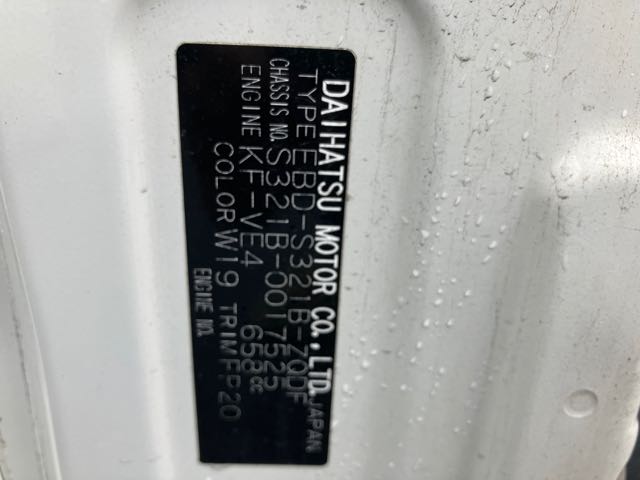 DAIHATSU MOTOR CO.,LTD. JAPAN
TYPE EBD-S321B-ZQDF
CHASSIS NO. S321B-0017525
ENGINE KF-VE4 658cc
COLOR W19 TRIM FP20
ENGINE NO.